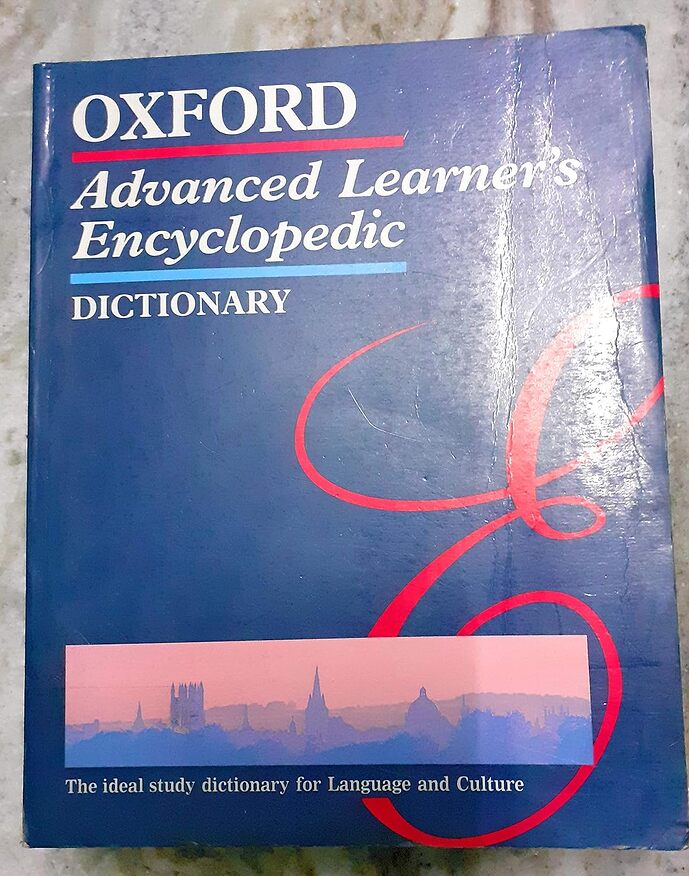 OXFORD
Advanced Learner's
Encyclopedic
DICTIONARY
The ideal study dictionary for Language and Culture